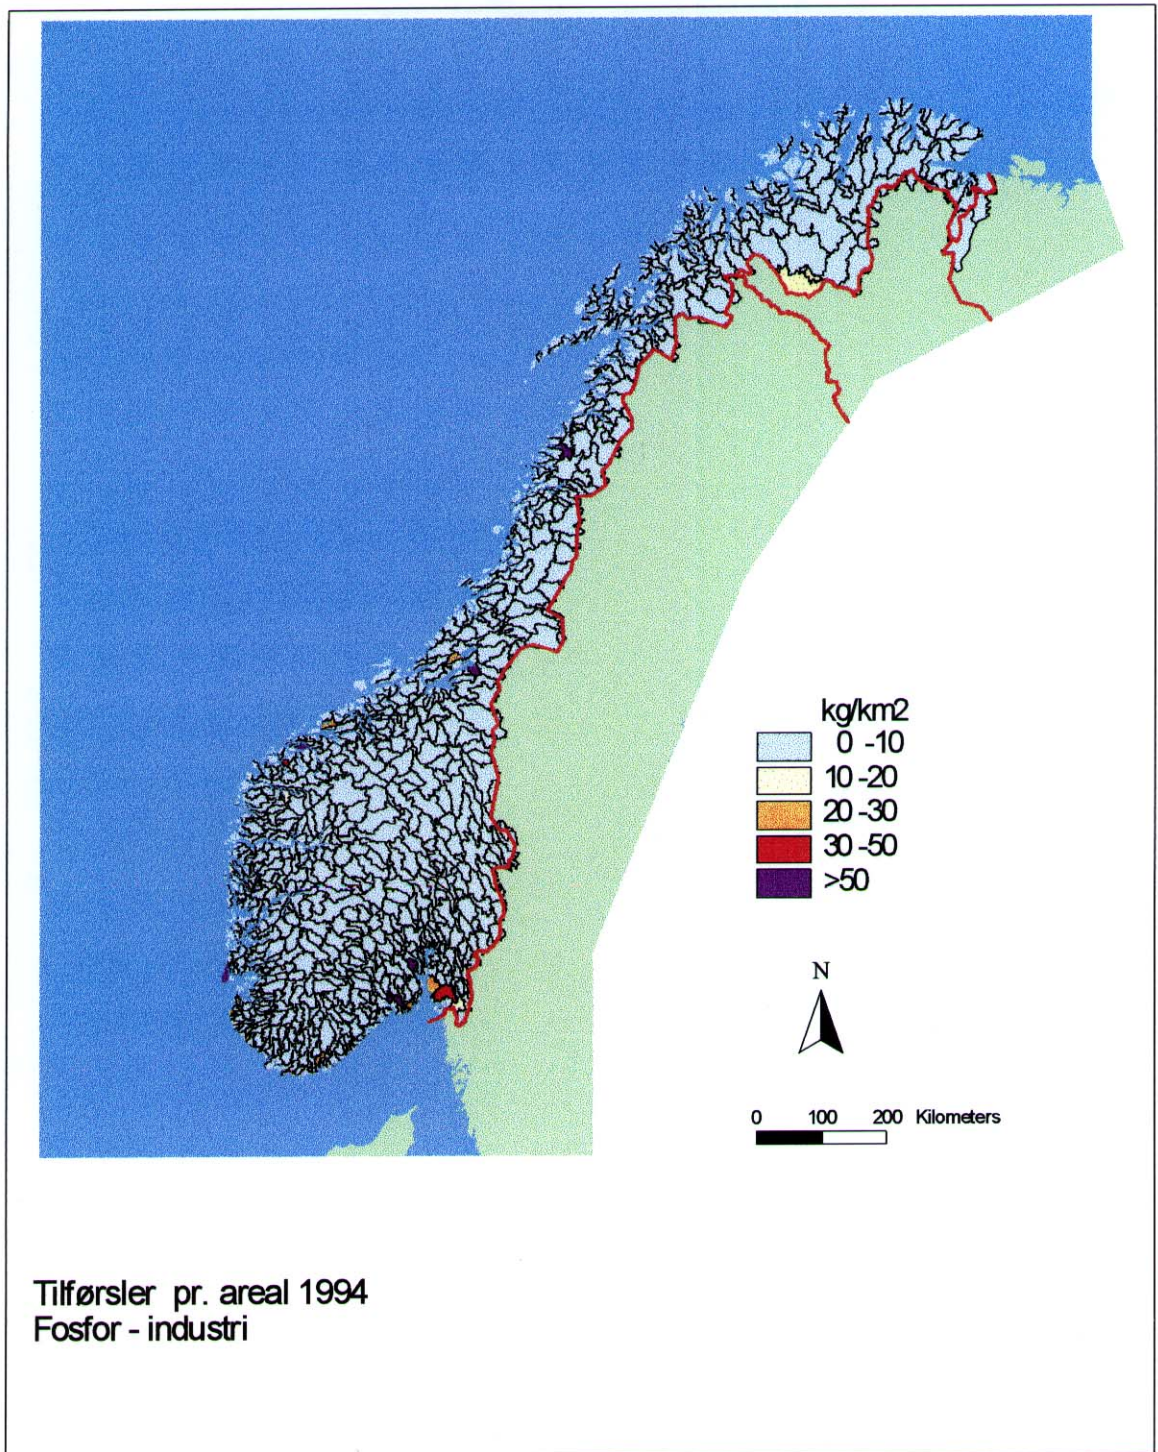 kg/km2
0 -10
10 -20
20 -30
30 -50
>50
N
0 100 200 Kilometers
Tilførsler pr. areal 1994
Fosfor - industri